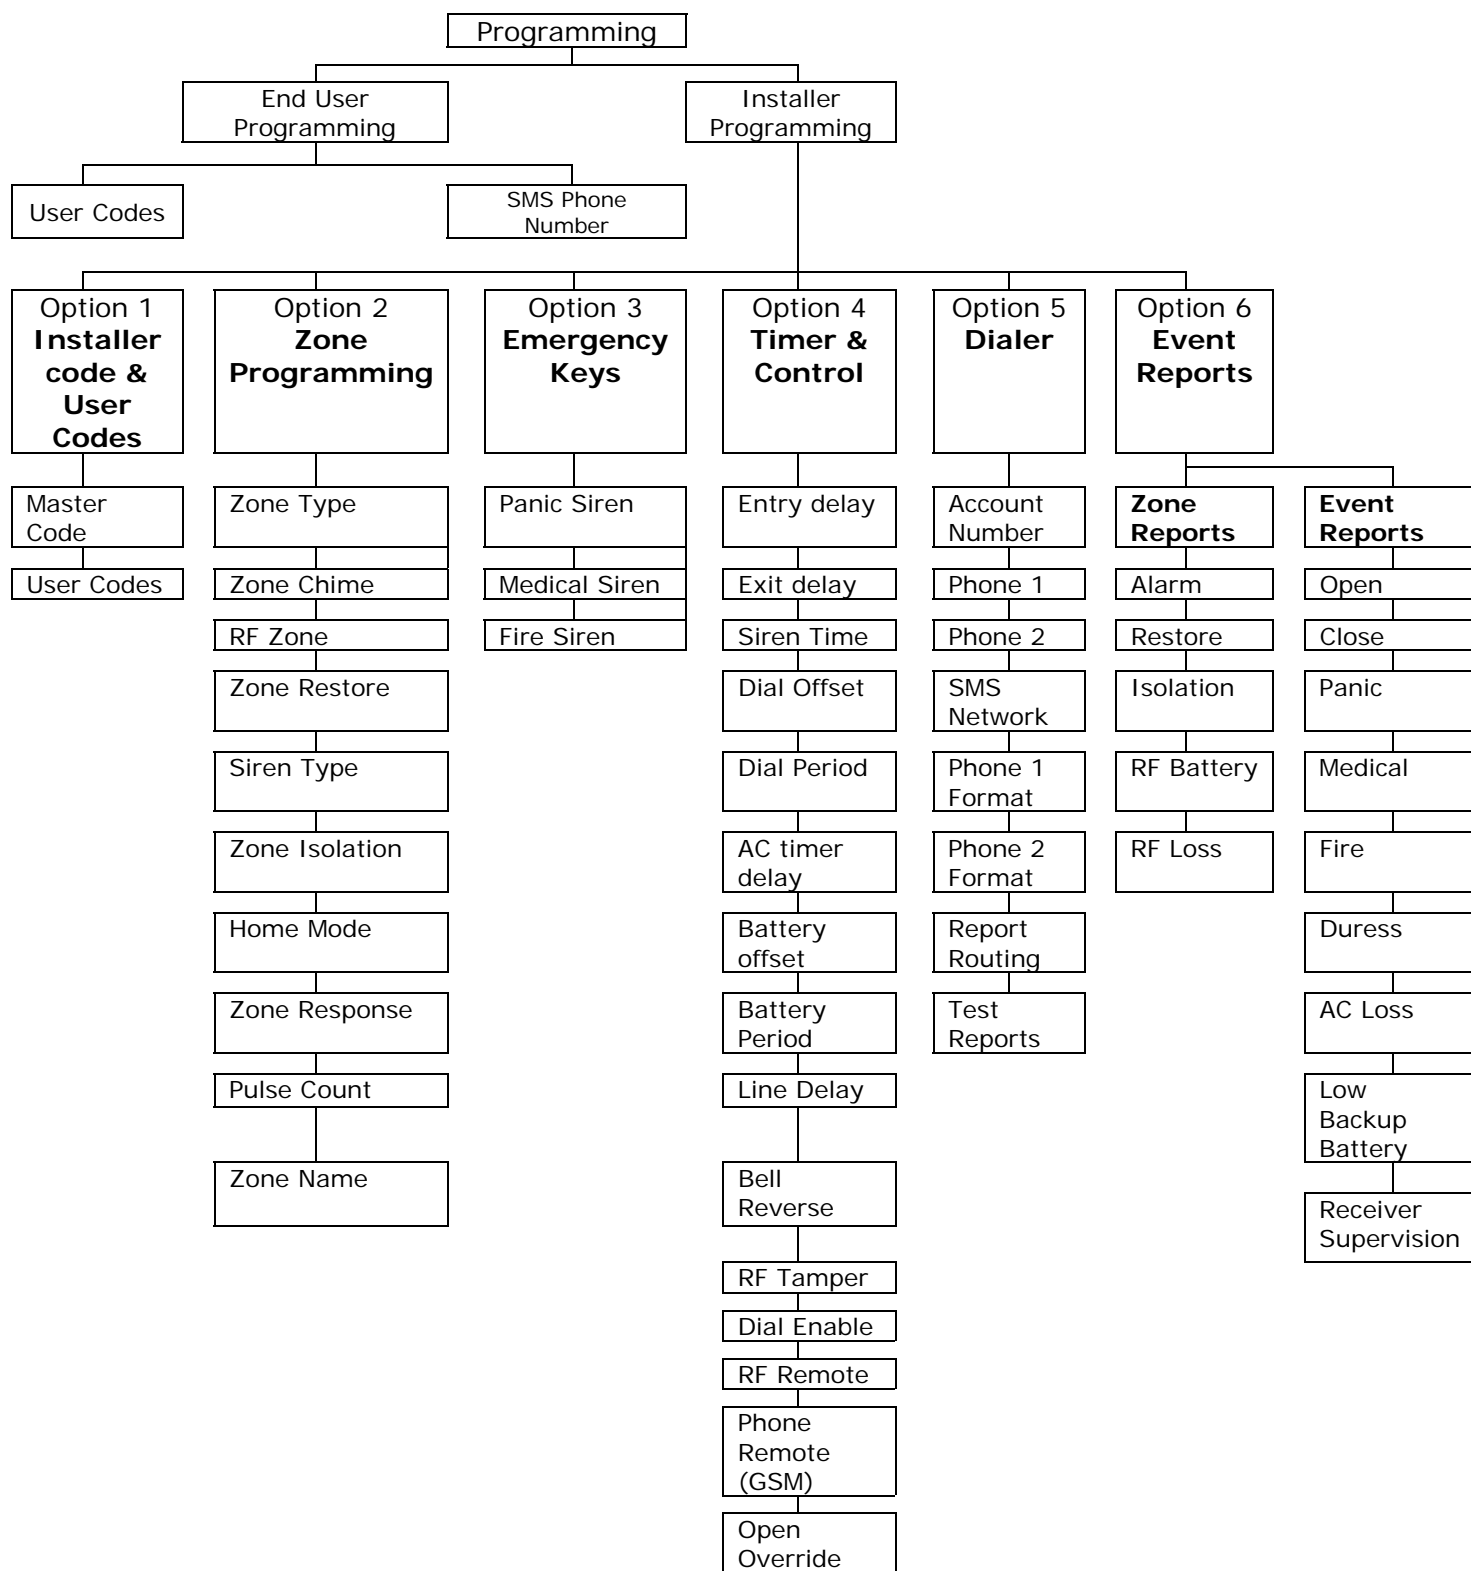 Programming
End User
Programming
Installer
Programming
User Codes
SMS Phone
Number
Option 1
Installer
code &
User
Codes
Option 2
Zone
Programming
Option 3
Emergency
Keys
Option 4
Timer &
Control
Option 5
Dialer
Option 6
Event
Reports
Master
Code
User Codes
Zone Type
Zone Chime
RF Zone
Zone Restore
Siren Type
Zone Isolation
Home Mode
Zone Response
Pulse Count
Zone Name
Panic Siren
Medical Siren
Fire Siren
Entry delay
Exit delay
Siren Time
Dial Offset
Dial Period
AC timer
delay
Battery
offset
Battery
Period
Line Delay
Bell
Reverse
RF Tamper
Dial Enable
RF Remote
Phone
Remote
(GSM)
Open
Override
Account
Number
Phone 1
Phone 2
SMS
Network
Phone 1
Format
Phone 2
Format
Report
Routing
Test
Reports
Zone
Reports
Alarm
Restore
Isolation
RF Battery
RF Loss
Event
Reports
Open
Close
Panic
Medical
Fire
Duress
AC Loss
Low
Backup
Battery
Receiver
Supervision